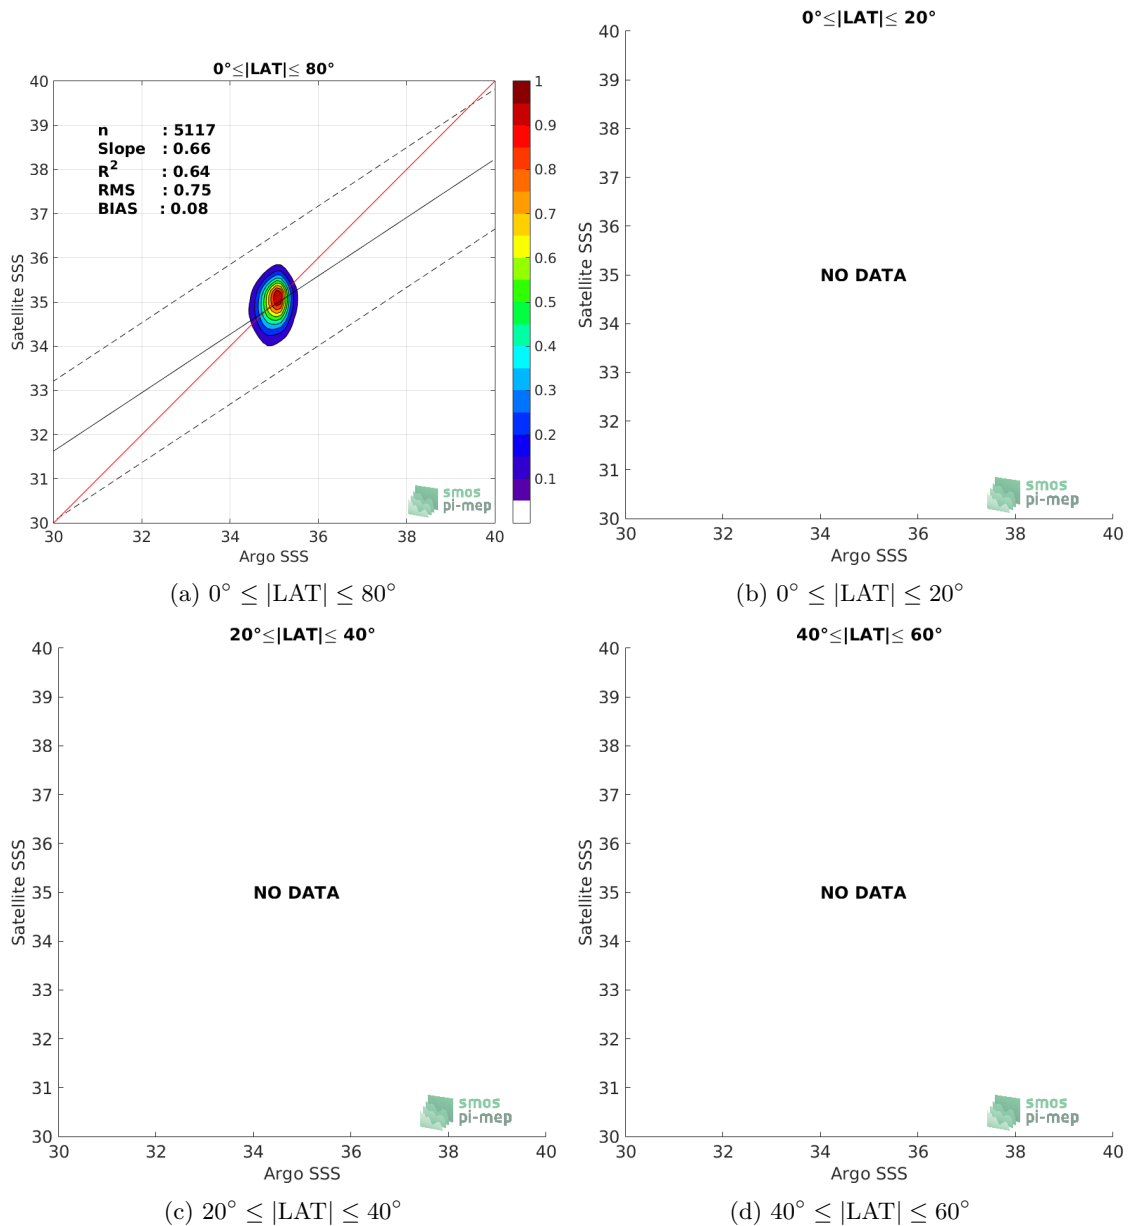 0°≤|LAT|≤ 80°
40
39
38
37
36
35
34
33
32
31
30
30 32 34 36 38 40
Satellite SSS
Argo SSS
n : 5117
Slope : 0.66
R² : 0.64
RMS : 0.75
BIAS : 0.08
1
0.9
0.8
0.7
0.6
0.5
0.4
0.3
0.2
0.1
smos
pi-mep
(a) 0° ≤ |LAT| ≤ 80°
0°≤|LAT|≤ 20°
40
39
38
37
36
35
34
33
32
31
30
30 32 34 36 38 40
Satellite SSS
Argo SSS
NO DATA
smos
pi-mep
(b) 0° ≤ |LAT| ≤ 20°
20°≤|LAT|≤ 40°
40
39
38
37
36
35
34
33
32
31
30
30 32 34 36 38 40
Satellite SSS
Argo SSS
NO DATA
smos
pi-mep
(c) 20° ≤ |LAT| ≤ 40°
40°≤|LAT|≤ 60°
40
39
38
37
36
35
34
33
32
31
30
30 32 34 36 38 40
Satellite SSS
Argo SSS
NO DATA
smos
pi-mep
(d) 40° ≤ |LAT| ≤ 60°